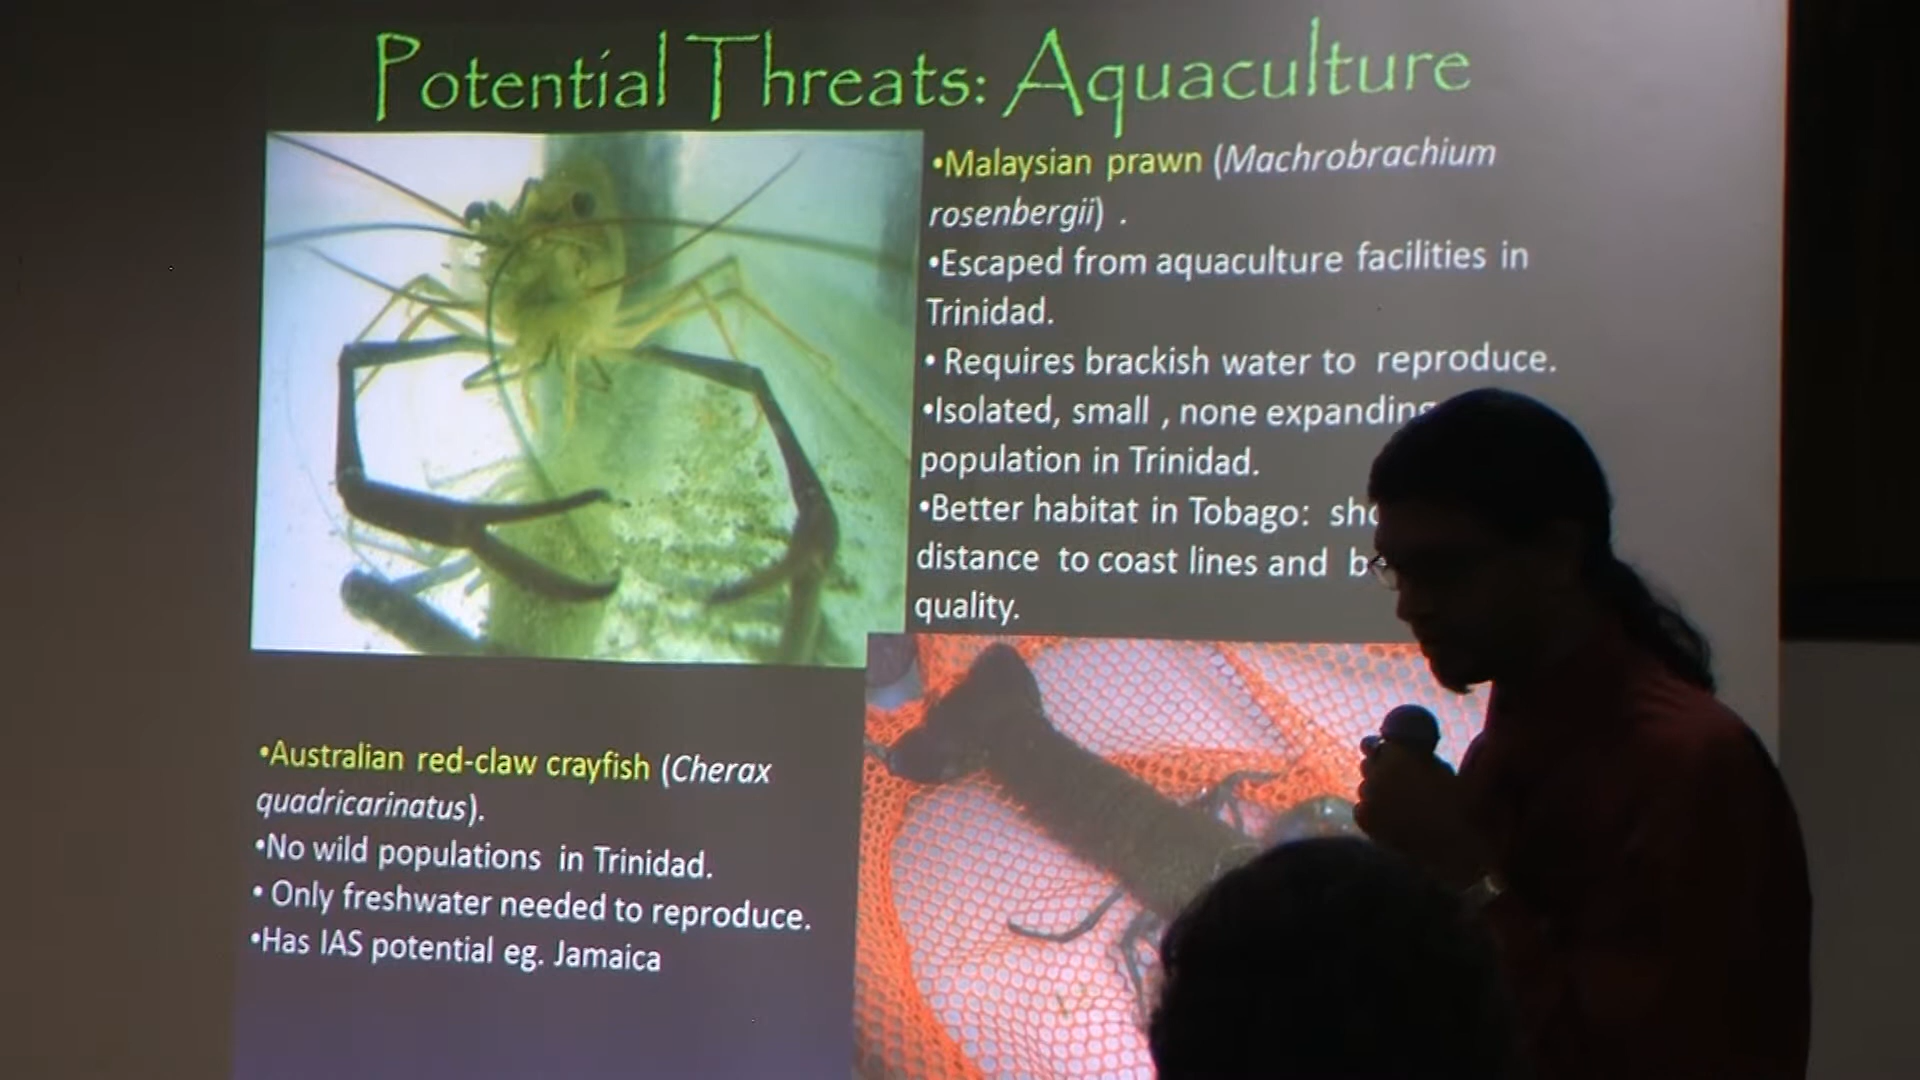 Potential Threats: Aquaculture
•Malaysian prawn (Machrobrachium
rosenbergii) .
•Escaped from aquaculture facilities in
Trinidad.
• Requires brackish water to reproduce.
•Isolated, small , none expanding
population in Trinidad.
•Better habitat in Tobago:
distance to coast lines and
quality.
•Australian red-claw crayfish (Cherax
quadricarinatus).
•No wild populations in Trinidad.
• Only freshwater needed to reproduce.
•Has IAS potential eg. Jamaica